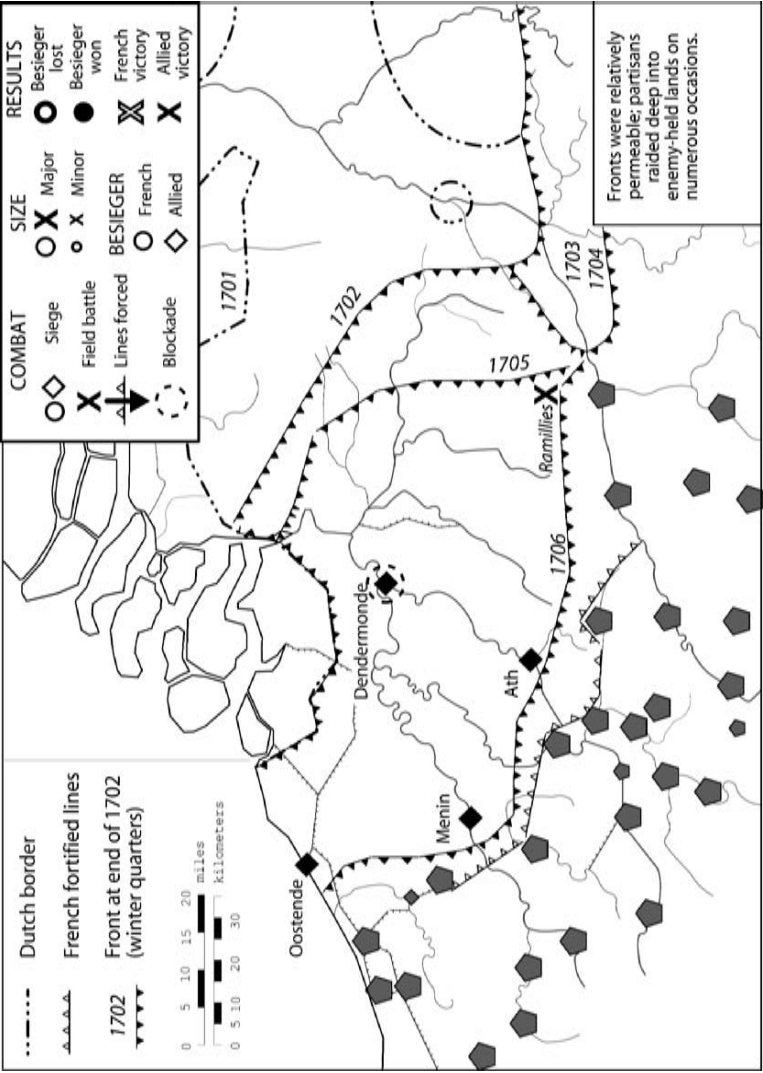 COMBAT
Siege
Field battle
Lines forced
Blockade
SIZE
Major
Minor
BESIEGER
French
Allied
RESULTS
Besieger
lost
Besieger
won
French
victory
Allied
victory
Dutch border
French fortified lines
1702
Front at end of 1702
(winter quarters)
0 5 10 15 20
miles
kilometers
0 5 10 20 30
Oostende
Menin
Ath
Dendermonde
Ramillies
1701
1702
1705
1703
1704
1706
Fronts were relatively
permeable; partisans
raided deep into
enemy-held lands on
numerous occasions.